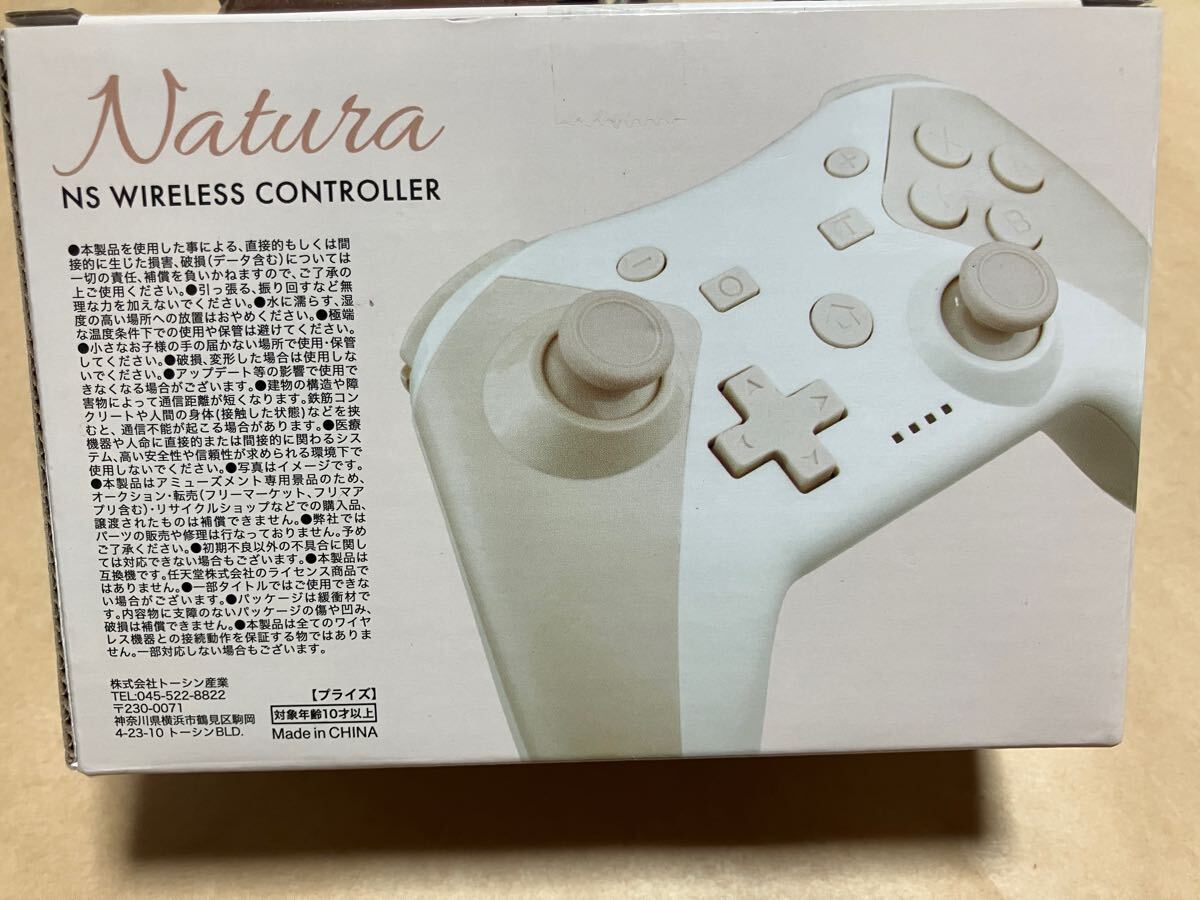 Natura
NS WIRELESS CONTROLLER
●本製品を使用した事による、直接的もしくは間
接的に生じた損害、破損(データ含む)については
一切の責任、補償を負いかねますので、ご了承の
上ご使用ください。●引っ張る、振り回すなど無
理な力を加えないでください。●水に濡らす、湿
度の高い場所への放置はおやめください。●極端
な温度条件下での使用や保管は避けてください。
●小さなお子様の手の届かない場所で使用・保管
してください。●破損、変形した場合は使用しな
いでください。●アップデート等の影響で使用で
きなくなる場合がございます。●建物の構造や障
害物によって通信距離が短くなります。鉄筋コン
クリートや人間の身体(接触した状態)などを挟
むと、通信不能が起こる場合があります。●医療
機器や人命に直接的または間接的に関わるシス
テム、高い安全性や信頼性が求められる環境下で
使用しないでください。●写真はイメージです。
●本製品はアミューズメント専用景品のため、
オークション・転売(フリーマーケット、フリマア
プリ含む)・リサイクルショップなどでの購入品、
譲渡されたものは補償できません。●弊社では
パーツの販売や修理は行なっておりません。予め
ご了承ください。●初期不良以外の不具合に関し
ては対応できない場合もございます。●本製品は
互換機です。任天堂株式会社のライセンス商品で
はありません。●一部タイトルではご使用できな
い場合がございます。●パッケージは緩衝材で
す。内容物に支障のないパッケージの傷や凹み、
破損は補償できません。●本製品は全てのワイヤ
レス機器との接続動作を保証する物ではありま
せん。一部対応しない場合もございます。
株式会社トーシン産業
TEL:045-522-8822
〒230-0071
神奈川県横浜市鶴見区駒岡
4-23-10 トーシンBLD.
【プライズ】
対象年齢10才以上
Made in CHINA
B